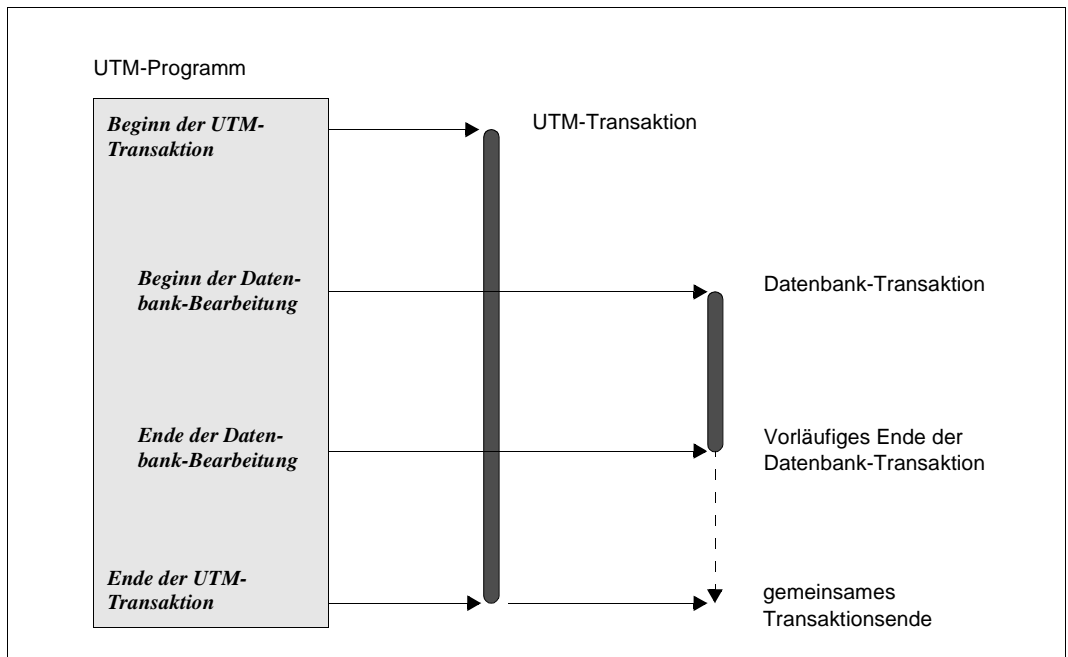 UTM-Programm
Beginn der UTM-
Transaktion
UTM-Transaktion
Beginn der Daten-
bank-Bearbeitung
Datenbank-Transaktion
Ende der Daten-
bank-Bearbeitung
Vorläufiges Ende der
Datenbank-Transaktion
Ende der UTM-
Transaktion
gemeinsames
Transaktionsende